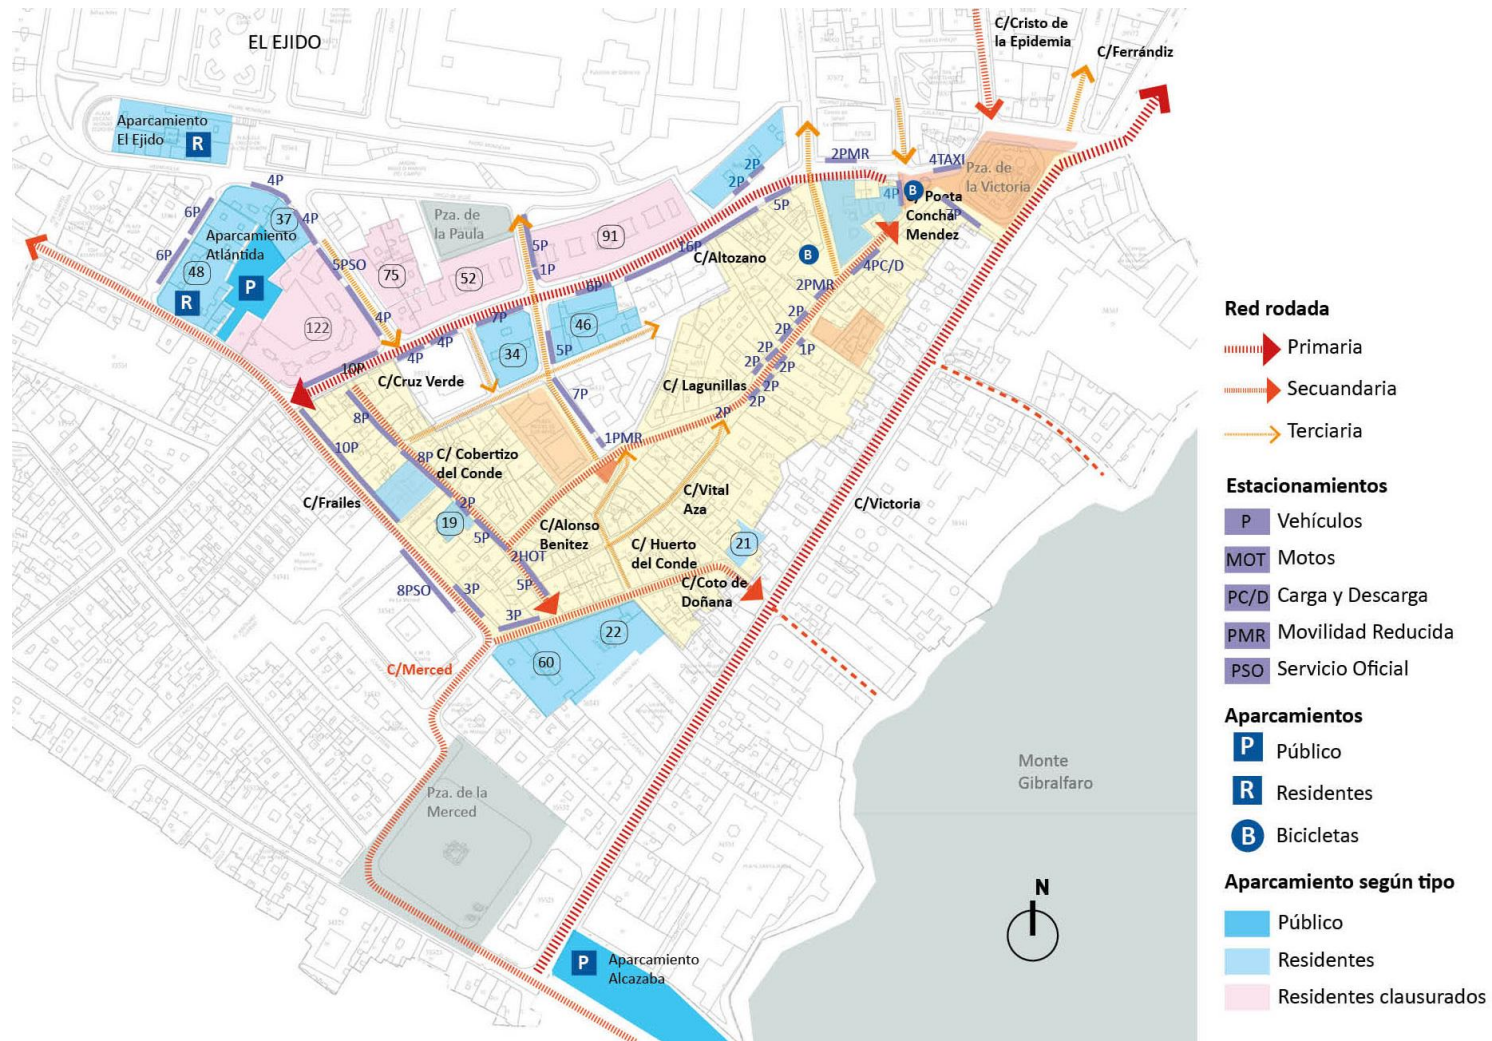 EL EJIDO
C/Cristo de
la Epidemia
C/Ferrándiz
Aparcamiento
El Ejido
R
2PMR
4TAXI
Pza. de
la Victoria
2P
2P
4P
B
C/ Poeta
Concha
Mendez
7P
4P
37
4P
6P
6P
Aparcamiento
Atlántida
48
R
P
5PSO
75
Pza. de
la Paula
52
91
5P
1P
16P
5P
C/Altozano
B
4PC/D
2PMR
122
4P
4P
4P
7P
6P
46
34
5P
10P
C/Cruz Verde
2P
2P
2P
2P
1P
2P
2P
2P
2P
C/ Lagunillas
7P
1PMR
8P
10P
8P
C/ Cobertizo
del Conde
C/Frailes
2P
19
5P
2HOT
5P
C/Alonso
Benitez
C/Vital
Aza
C/Victoria
C/ Huerto
del Conde
21
C/Coto de
Doñana
8PSO
3P
3P
22
60
C/Merced
Pza. de la
Merced
Monte
Gibralfaro
N
P
Aparcamiento
Alcazaba
Red rodada
Primaria
Secuandaria
Terciaria
Estacionamientos
P Vehículos
MOT Motos
PC/D Carga y Descarga
PMR Movilidad Reducida
PSO Servicio Oficial
Aparcamientos
P Público
R Residentes
B Bicicletas
Aparcamiento según tipo
Público
Residentes
Residentes clausurados